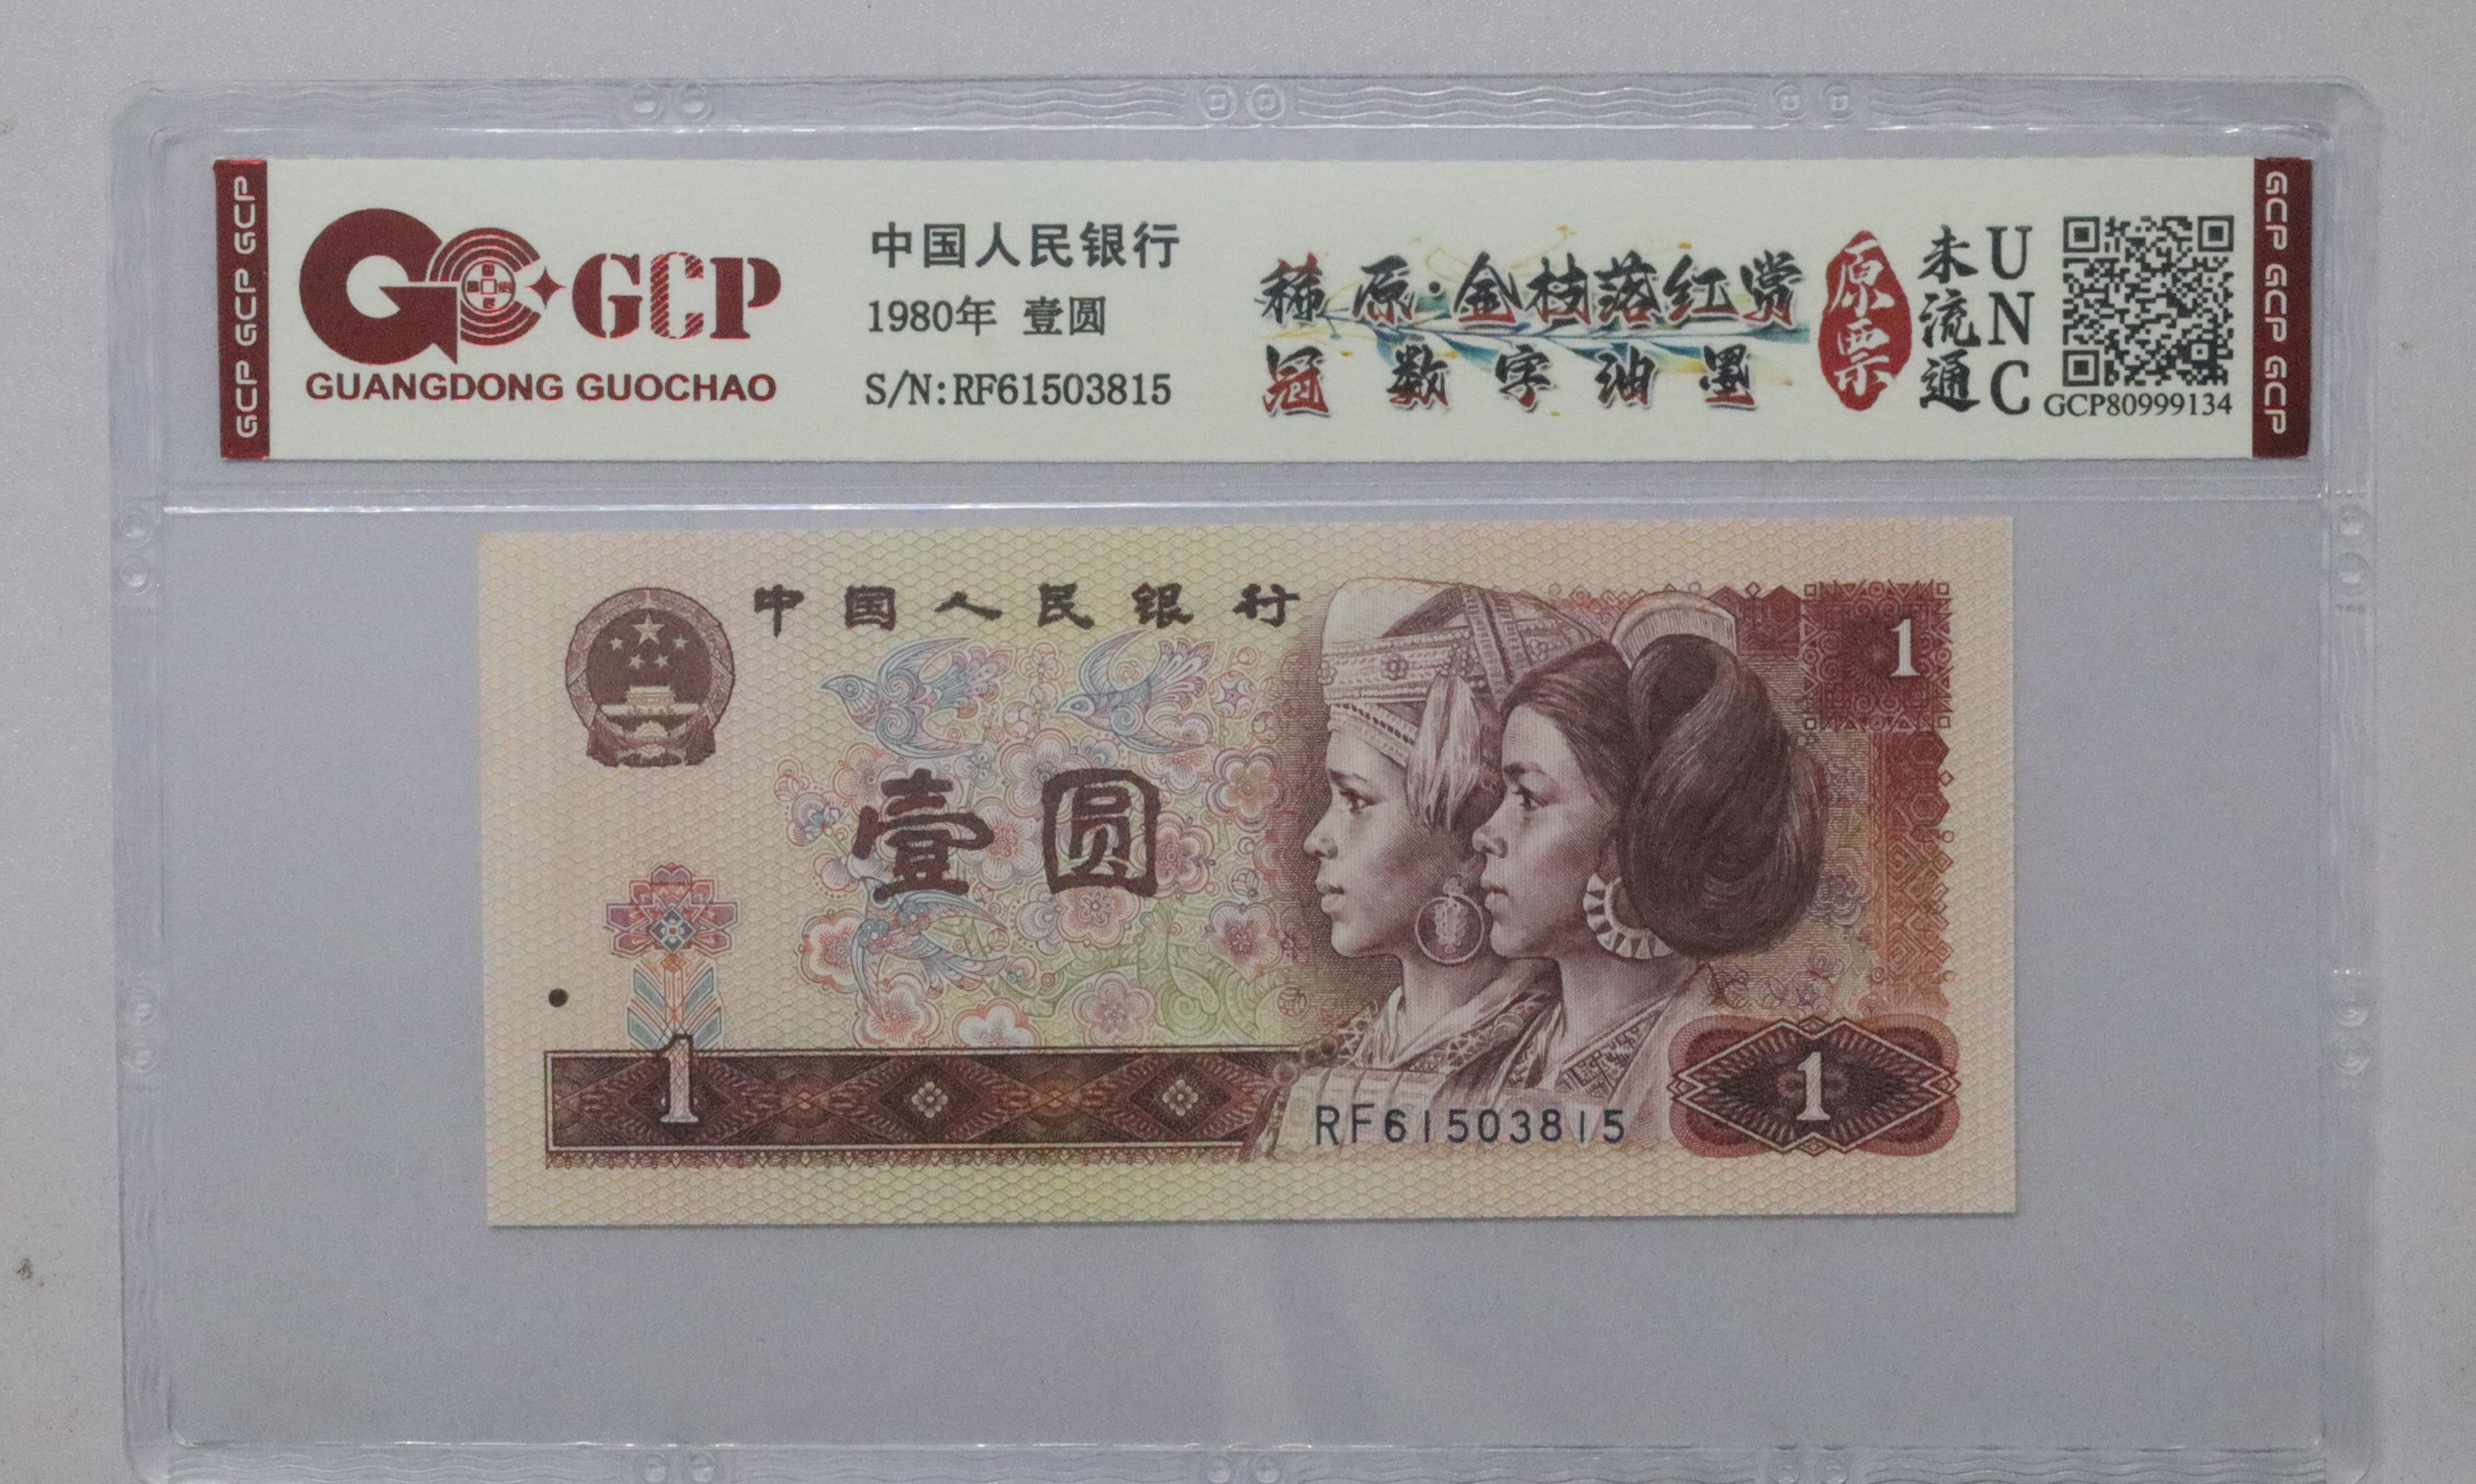 GCP GCP GCP
GCP
GUANGDONG GUOCHAO
中国人民银行
1980年 壹圆
S/N:RF61503815
稀原·金枝落红赏
冠数字油墨
原票
未流通
UNC
GCP80999134
GCP GCP GCP
中国人民银行
1
壹圆
1
1
RF61503815